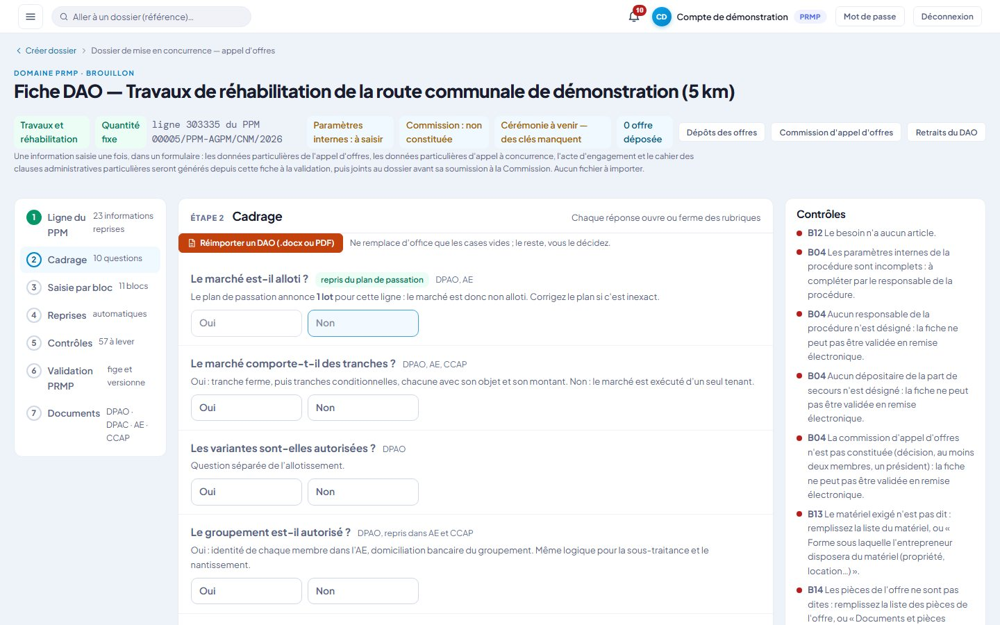 Aller à un dossier (référence)...
10
CD
Compte de démonstration
PRMP
Mot de passe
Déconnexion
Créer dossier
Dossier de mise en concurrence — appel d'offres
DOMAINE PRMP · BROUILLON
Fiche DAO — Travaux de réhabilitation de la route communale de démonstration (5 km)
Travaux et
réhabilitation
Quantité
fixe
ligne 303335 du PPM
00005/PPM-AGPM/CNM/2026
Paramètres
internes : à saisir
Commission : non
constituée
Cérémonie à venir —
des clés manquent
0 offre
déposée
Dépôts des offres
Commission d'appel d'offres
Retraits du DAO
Une information saisie une fois, dans un formulaire : les données particulières de l'appel d'offres, les données particulières d'appel à concurrence, l'acte d'engagement et le cahier des
clauses administratives particulières seront générés depuis cette fiche à la validation, puis joints au dossier avant sa soumission à la Commission. Aucun fichier à importer.
1
Ligne du
PPM
23 informations
reprises
2
Cadrage
10 questions
3
Saisie par bloc
11 blocs
4
Reprises
automatiques
5
Contrôles
57 à lever
6
Validation
PRMP
fige et
versionne
7
Documents
DPAO ·
DPAC · AE ·
CCAP
ÉTAPE 2
Cadrage
Chaque réponse ouvre ou ferme des rubriques
Réimporter un DAO (.docx ou PDF)
Ne remplace d'office que les cases vides ; le reste, vous le décidez.
Le marché est-il alloti ?
repris du plan de passation
DPAO, AE
Le plan de passation annonce 1 lot pour cette ligne : le marché est donc non alloti. Corrigez le plan si c'est inexact.
Oui
Non
Le marché comporte-t-il des tranches ?
DPAO, AE, CCAP
Oui : tranche ferme, puis tranches conditionnelles, chacune avec son objet et son montant. Non : le marché est exécuté d'un seul tenant.
Oui
Non
Les variantes sont-elles autorisées ?
DPAO
Question séparée de l'allotissement.
Oui
Non
Le groupement est-il autorisé ?
DPAO, repris dans AE et CCAP
Oui : identité de chaque membre dans l'AE, domiciliation bancaire du groupement. Même logique pour la sous-traitance et le
nantissement.
Oui
Non
Contrôles
B12 Le besoin n'a aucun article.
B04 Les paramètres internes de la
procédure sont incomplets : à
compléter par le responsable de la
procédure.
B04 Aucun responsable de la
procédure n'est désigné : la fiche ne
peut pas être validée en remise
électronique.
B04 Aucun dépositaire de la part de
secours n'est désigné : la fiche ne peut
pas être validée en remise
électronique.
B04 La commission d'appel d'offres
n'est pas constituée (décision, au moins
deux membres, un président) : la fiche
ne peut pas être validée en remise
électronique.
B13 Le matériel exigé n'est pas dit :
remplissez la liste du matériel, ou «
Forme sous laquelle l'entrepreneur
disposera du matériel (propriété,
location…) ».
B14 Les pièces de l'offre ne sont pas
dites : remplissez la liste des pièces de
l'offre, ou « Documents et pièces